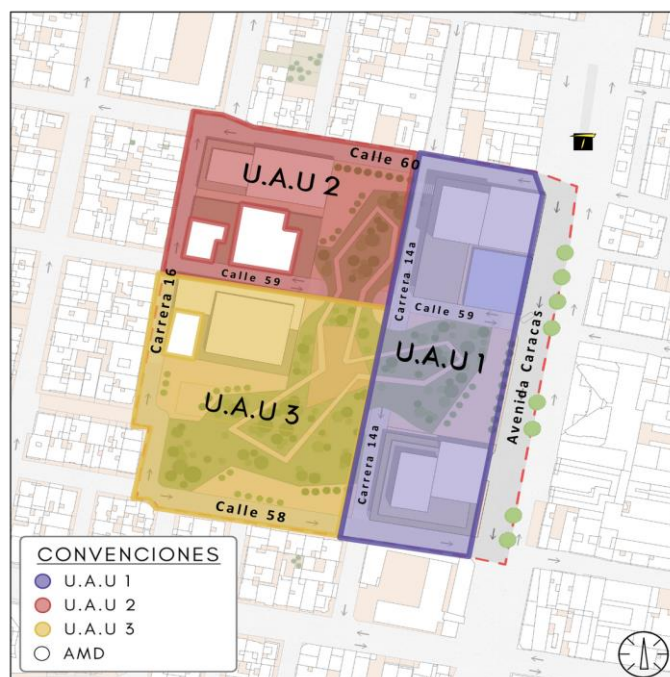 Calle 60
U.A.U 2
Carrera 14a
Calle 59
Calle 59
Carrera 16
U.A.U 1
Avenida Caracas
U.A.U 3
Carrera 14a
Calle 58
CONVENCIONES
U.A.U 1
U.A.U 2
U.A.U 3
AMD